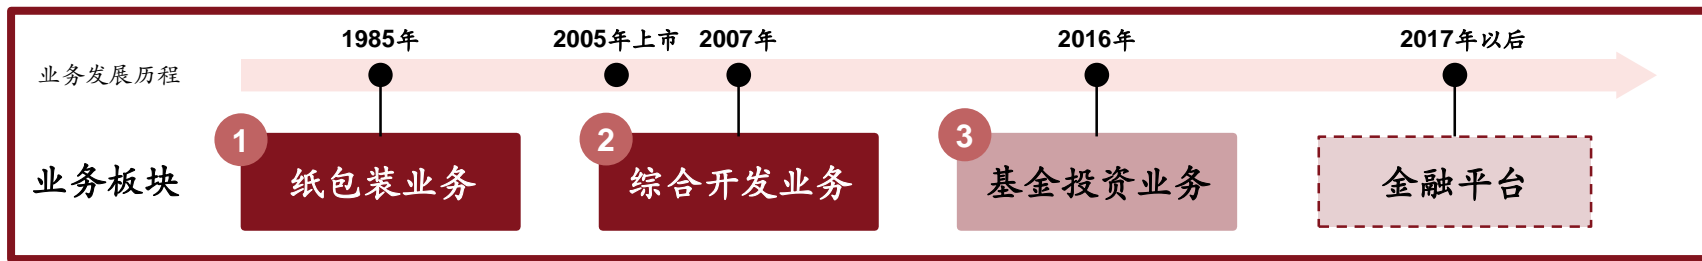 1985年 2005年上市 2007年 2016年 2017年以后
业务发展历程
1 2 3
业务板块 纸包装业务 综合开发业务 基金投资业务 金融平台